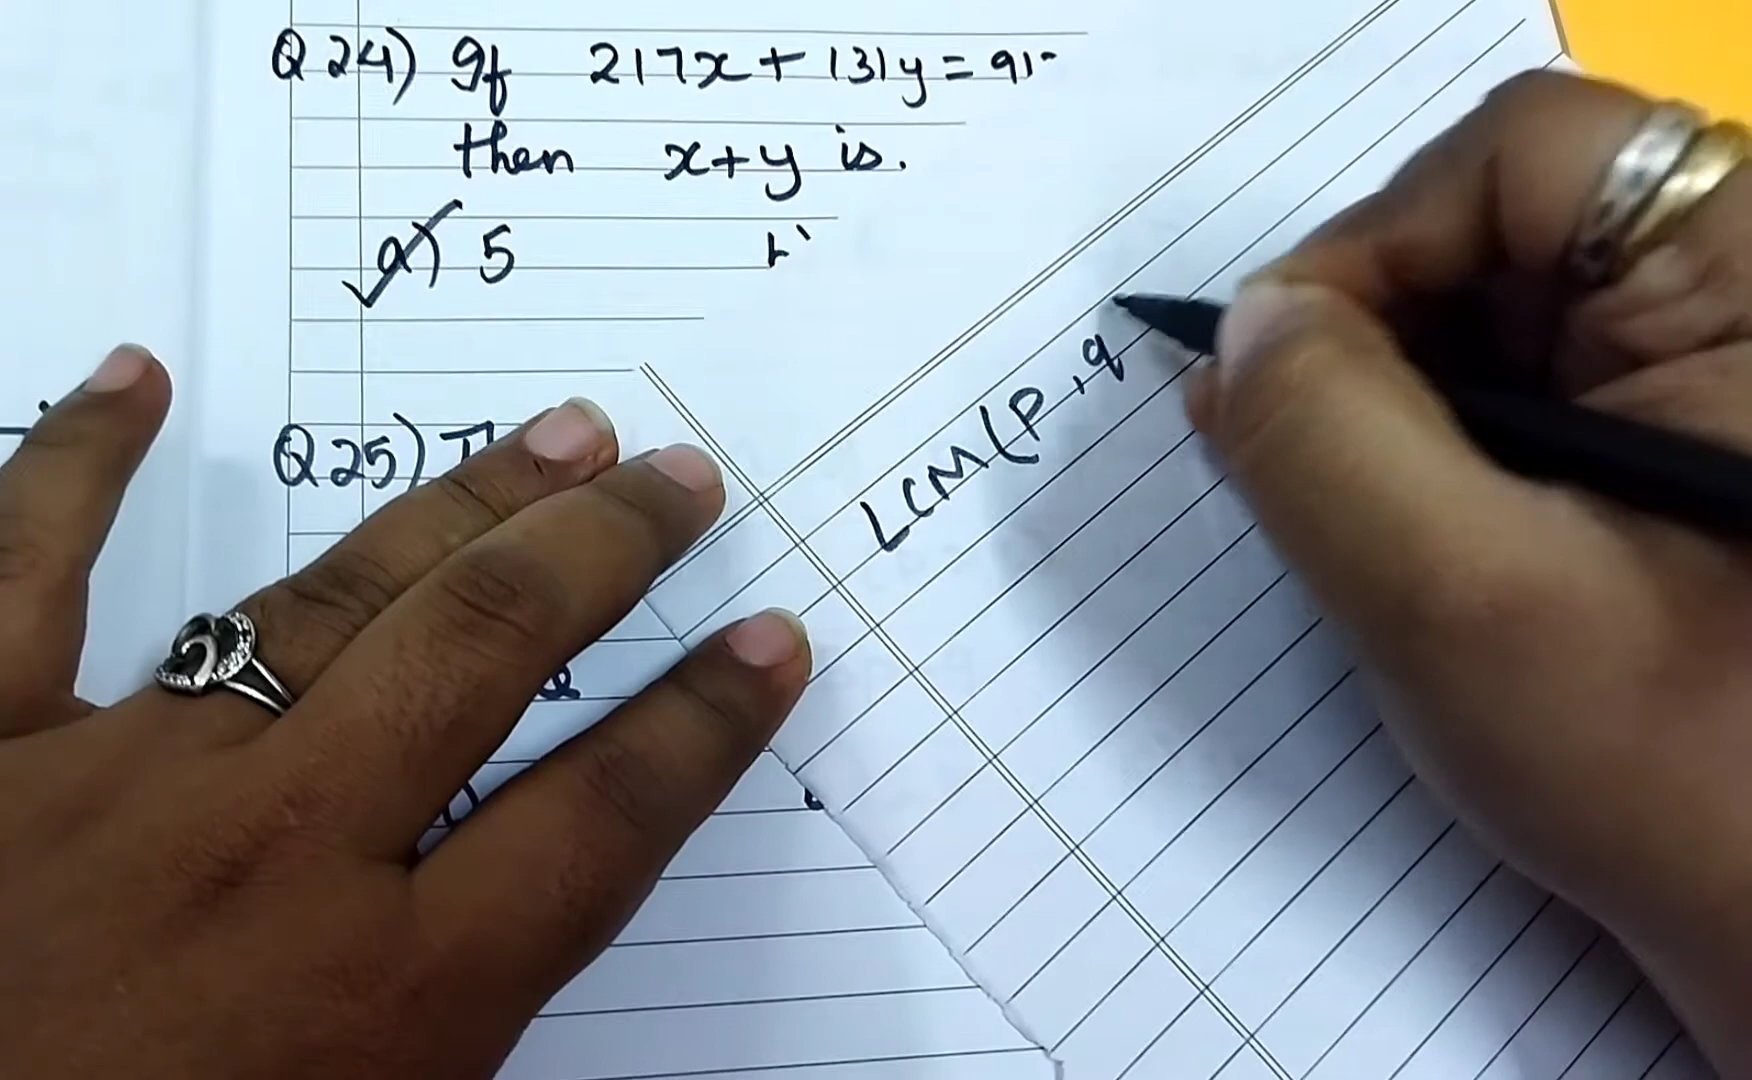 Q24) If 217x + 131y = 91
then x+y is.
a) 5
Q25)
LCM(P,q